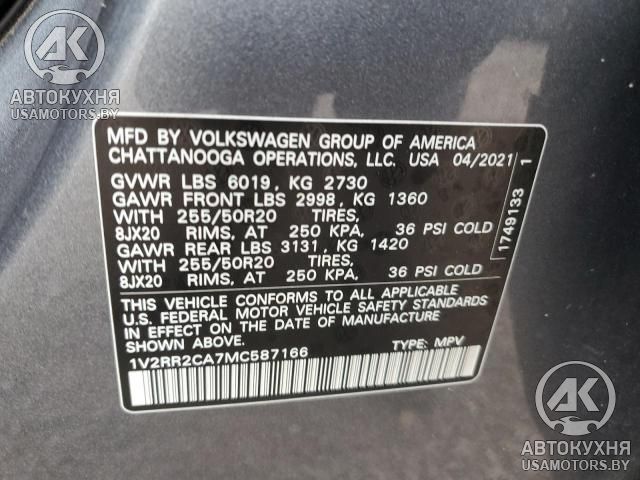 АК
АВТОКУХНЯ
USAMOTORS.BY
MFD BY VOLKSWAGEN GROUP OF AMERICA
CHATTANOOGA OPERATIONS, LLC. USA 04/2021
GVWR LBS 6019, KG 2730
GAWR FRONT LBS 2998, KG 1360
WITH 255/50R20 TIRES,
8JX20 RIMS, AT 250 KPA, 36 PSI COLD
GAWR REAR LBS 3131, KG 1420
WITH 255/50R20 TIRES,
8JX20 RIMS, AT 250 KPA, 36 PSI COLD
THIS VEHICLE CONFORMS TO ALL APPLICABLE
U.S. FEDERAL MOTOR VEHICLE SAFETY STANDARDS
IN EFFECT ON THE DATE OF MANUFACTURE
SHOWN ABOVE.
1V2RR2CA7MC587166 TYPE: MPV
1749133 1
АК
АВТОКУХНЯ
USAMOTORS.BY